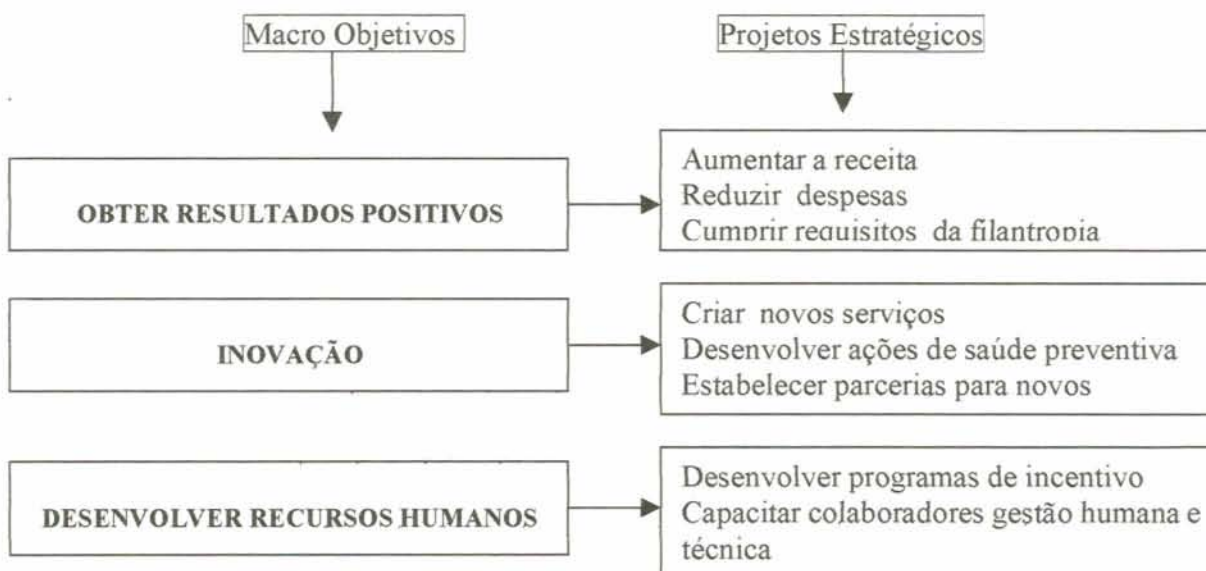 Macro Objetivos
Projetos Estratégicos
OBTER RESULTADOS POSITIVOS
Aumentar a receita
Reduzir despesas
Cumprir requisitos da filantropia
INOVAÇÃO
Criar novos serviços
Desenvolver ações de saúde preventiva
Estabelecer parcerias para novos
DESENVOLVER RECURSOS HUMANOS
Desenvolver programas de incentivo
Capacitar colaboradores gestão humana e
técnica